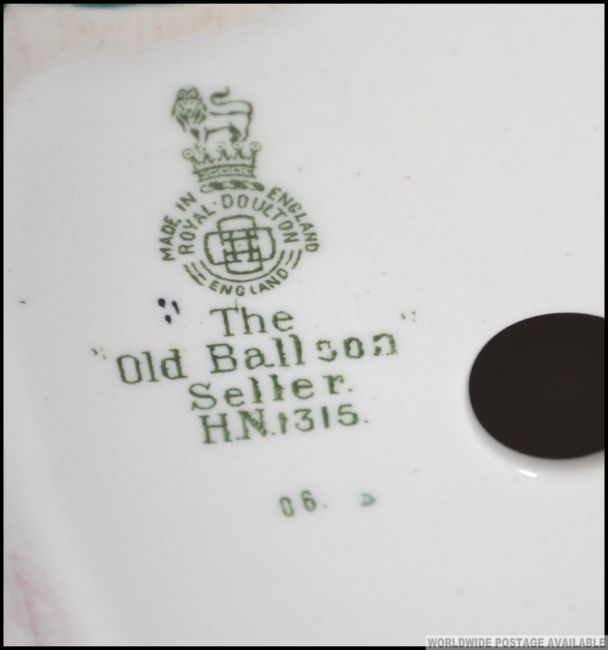 MADE IN ENGLAND
ROYAL·DOULTON
ENGLAND
The
"Old Balloon
Seller."
H.N.1315.
06.
WORLDWIDE POSTAGE AVAILABLE